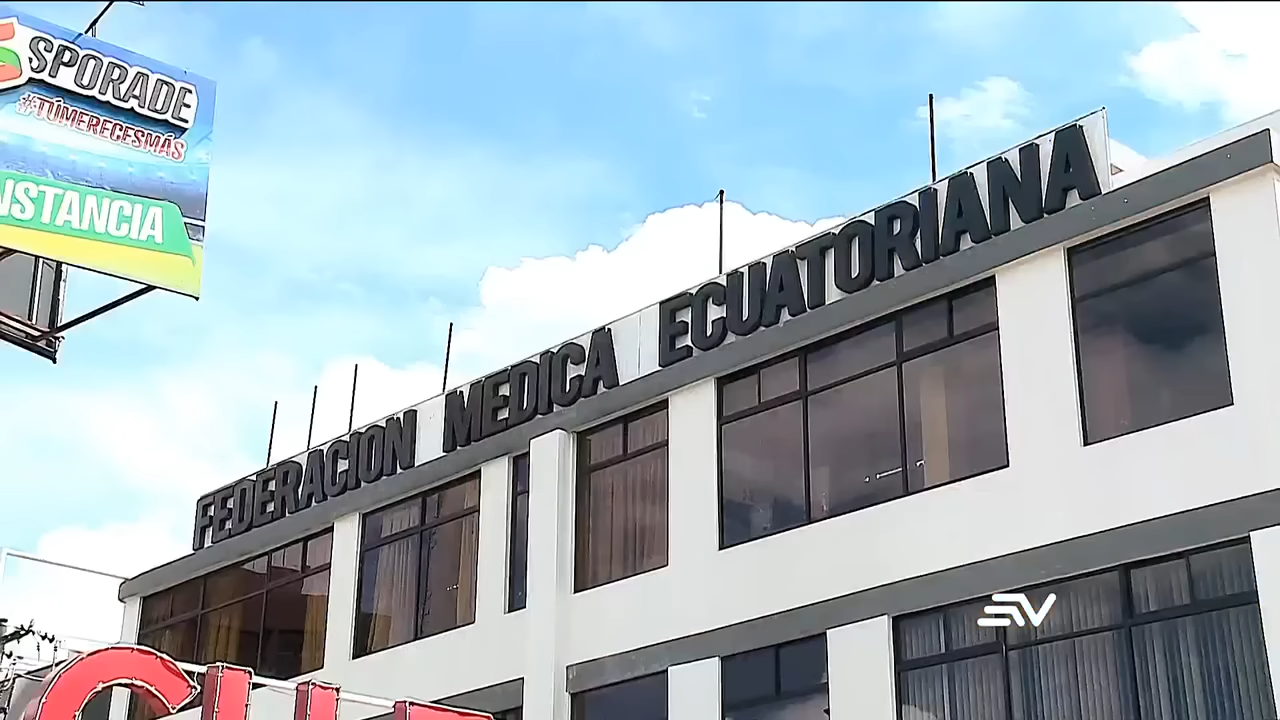 SPORADE
#TÚMERECESMÁS
NSTANCIA
FEDERACION MEDICA ECUATORIANA